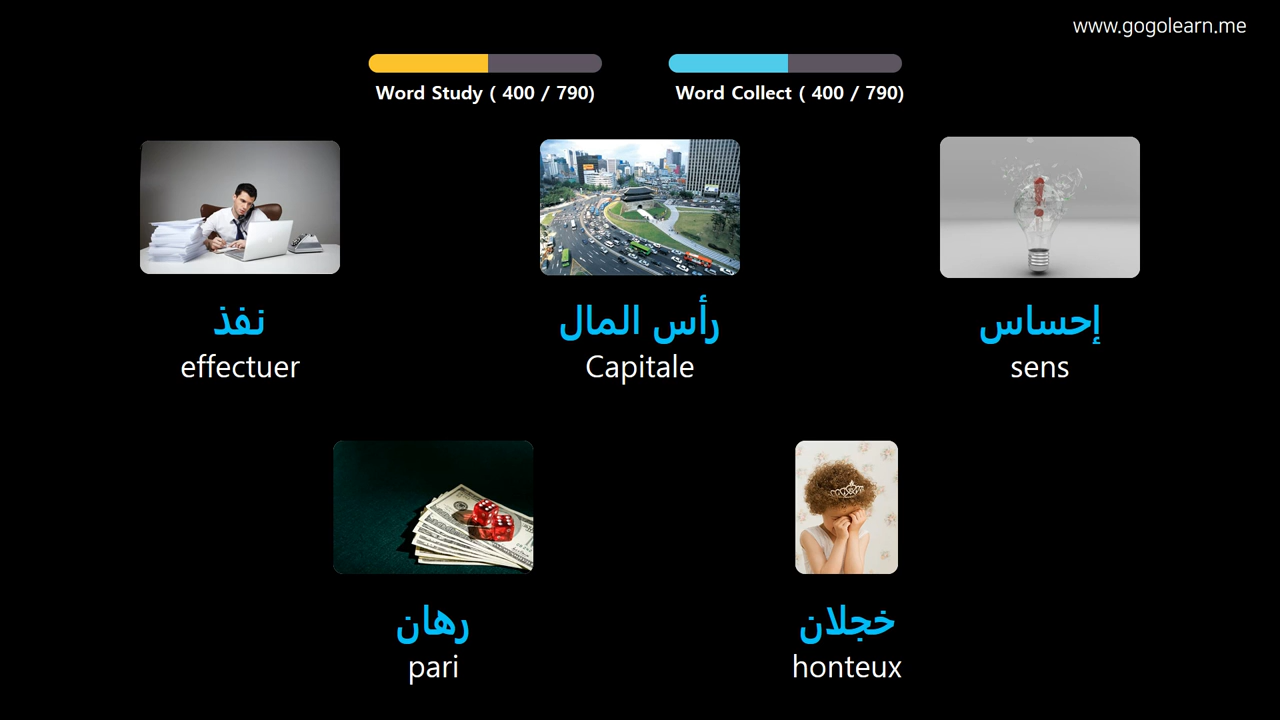 www.gogolearn.me
Word Study ( 400 / 790)
Word Collect ( 400 / 790)
نفذ
effectuer
رأس المال
Capitale
إحساس
sens
رهان
pari
خجلان
honteux